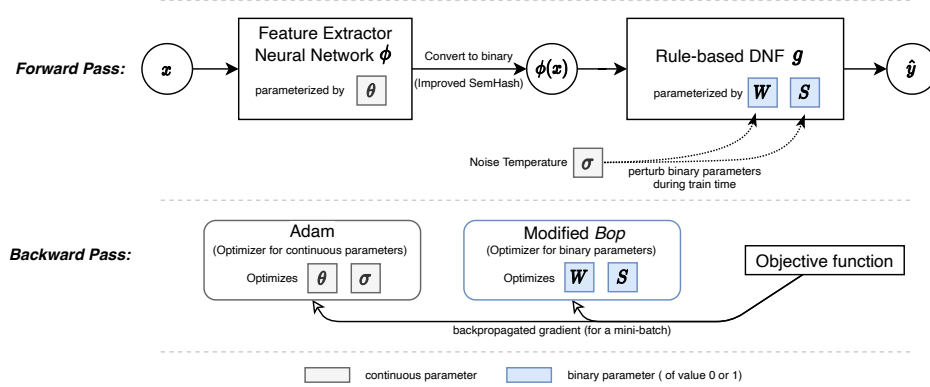 Forward Pass:
x
Feature Extractor
Neural Network ϕ
parameterized by θ
Convert to binary
(Improved SemHash)
ϕ(x)
Rule-based DNF g
parameterized by W S
ŷ
Noise Temperature σ
perturb binary parameters
during train time
Backward Pass:
Adam
(Optimizer for continuous parameters)
Optimizes θ σ
Modified Bop
(Optimizer for binary parameters)
Optimizes W S
Objective function
backpropagated gradient (for a mini-batch)
continuous parameter
binary parameter ( of value 0 or 1)